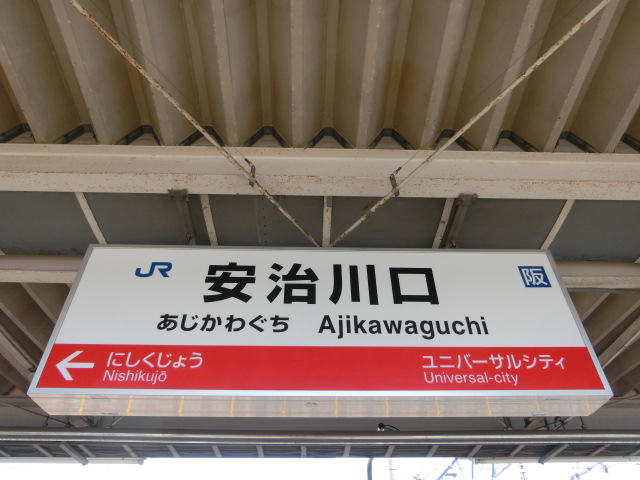 JR 安治川口 阪
あじかわぐち Ajikawaguchi
← にしくじょう ユニバーサルシティ
Nishikujō Universal-city